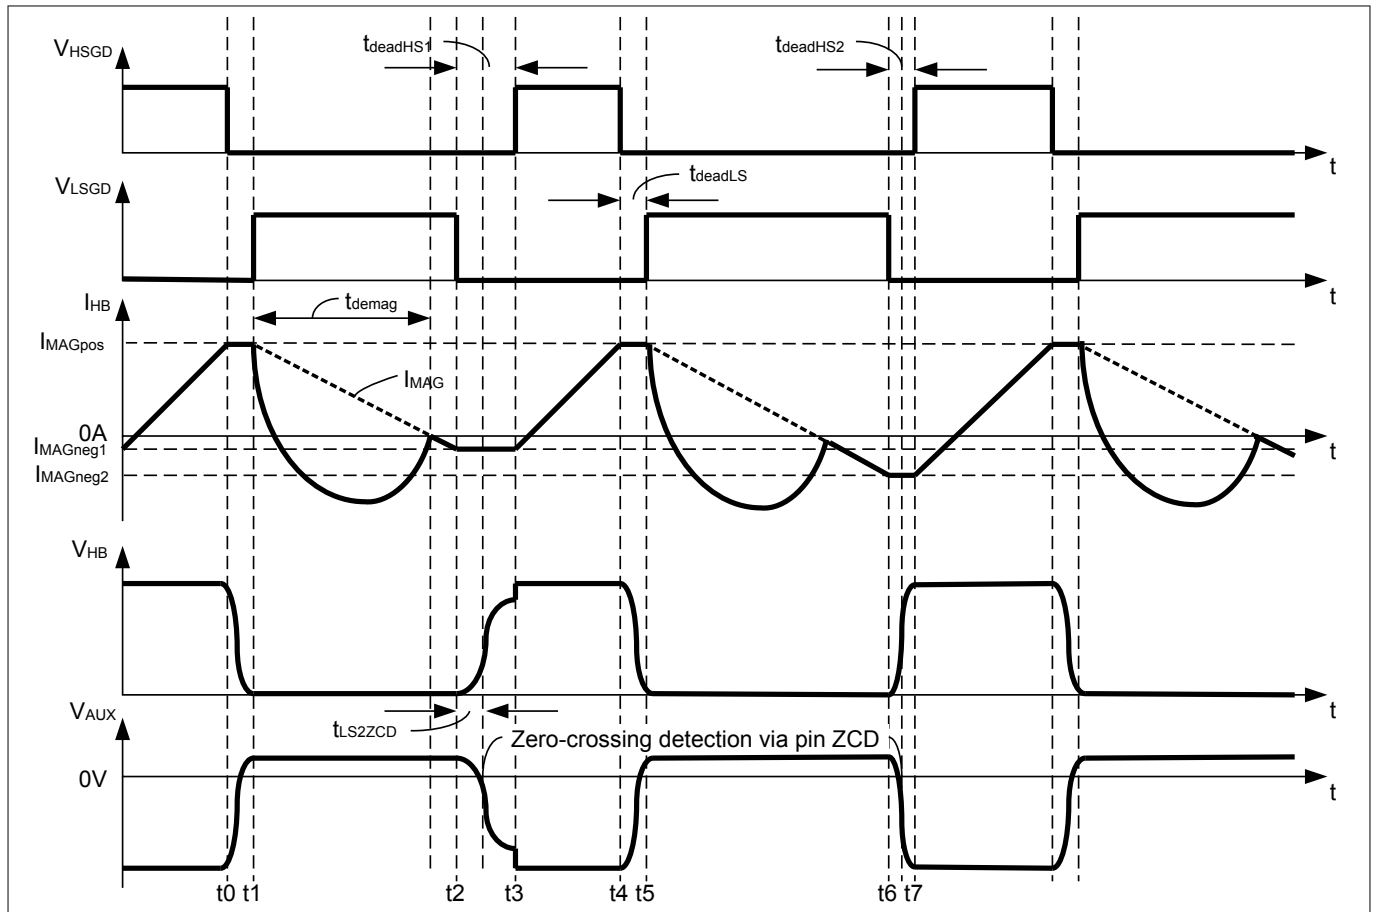 VHSGD
tdeadHS1
tdeadHS2
t
VLSGD
tdeadLS
t
IHB
tdemag
IMAGpos
IMAG
0A
IMAGneg1
t
IMAGneg2
VHB
t
VAUX
tLS2ZCD
Zero-crossing detection via pin ZCD
0V
t
t0 t1 t2 t3 t4 t5 t6 t7